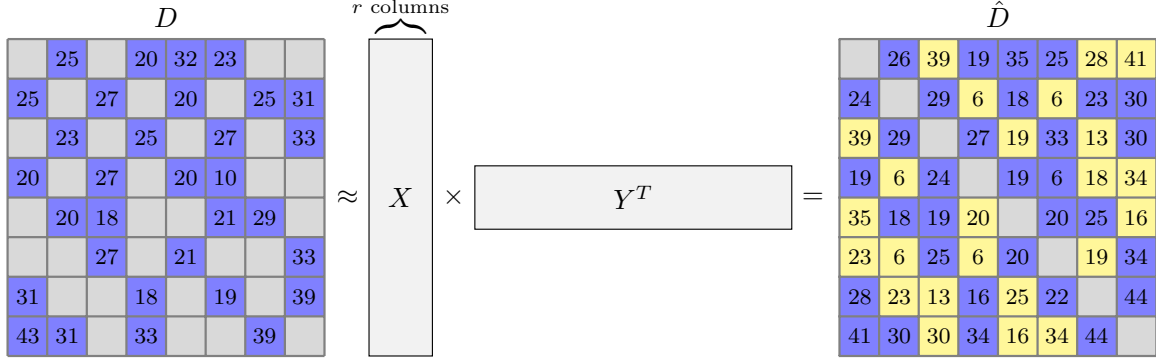 r columns
D
D̂
25 20 32 23
25 27 20 25 31
23 25 27 33
20 27 20 10
20 18 21 29
27 21 33
31 18 19 39
43 31 33 39
≈ X × Yᵀ =
26 39 19 35 25 28 41
24 29 6 18 6 23 30
39 29 27 19 33 13 30
19 6 24 19 6 18 34
35 18 19 20 20 25 16
23 6 25 6 20 19 34
28 23 13 16 25 22 44
41 30 30 34 16 34 44